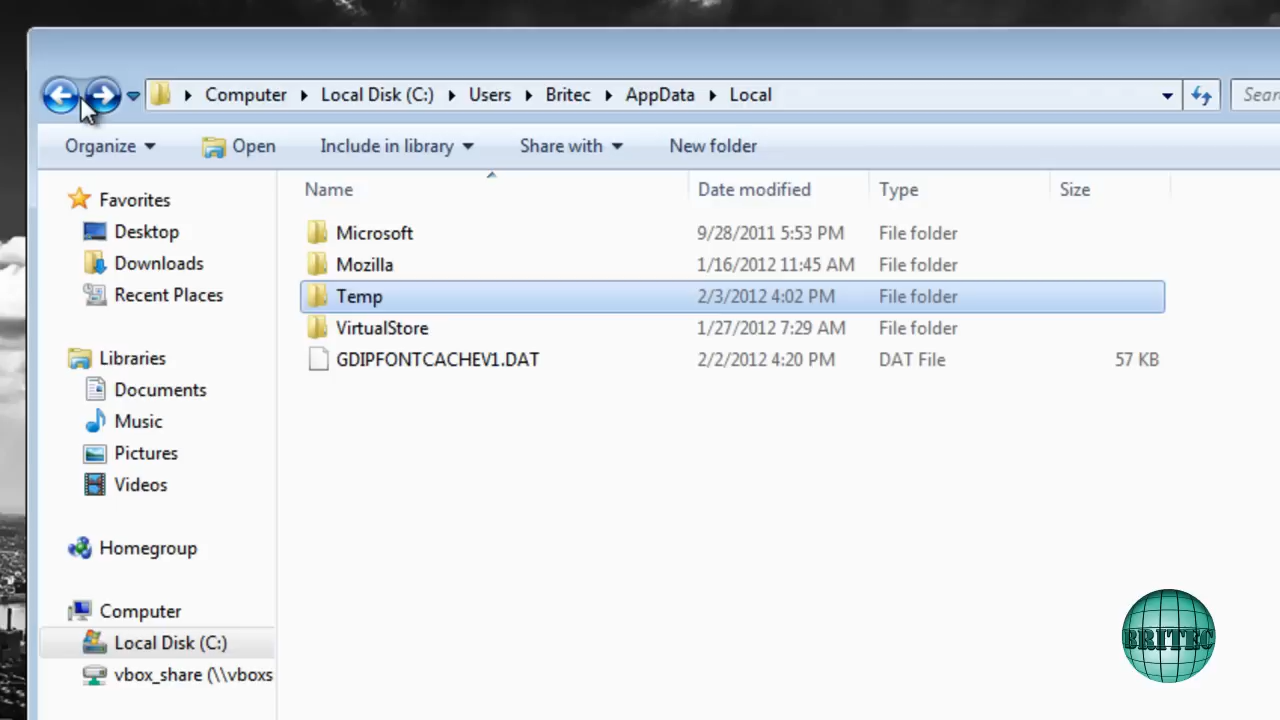 Computer Local Disk (C:) Users Britec AppData Local
Organize Open Include in library Share with New folder
Name Date modified Type Size
Favorites
Desktop
Downloads
Recent Places
Libraries
Documents
Music
Pictures
Videos
Homegroup
Computer
Local Disk (C:)
vbox_share (\\vboxs
Microsoft 9/28/2011 5:53 PM File folder
Mozilla 1/16/2012 11:45 AM File folder
Temp 2/3/2012 4:02 PM File folder
VirtualStore 1/27/2012 7:29 AM File folder
GDIPFONTCACHEV1.DAT 2/2/2012 4:20 PM DAT File 57 KB
BRITEC